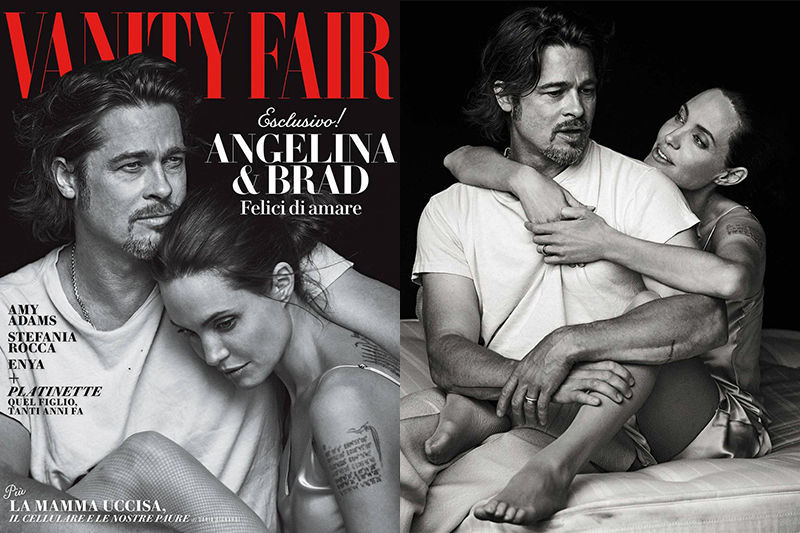 VANITY FAIR
Esclusivo!
ANGELINA
& BRAD
Felici di amare
AMY
ADAMS
STEFANIA
ROCCA
ENYA
+
PLATINETTE
QUEL FIGLIO,
TANTI ANNI FA
Più
LA MAMMA UCCISA,
IL CELLULARE E LE NOSTRE PAURE